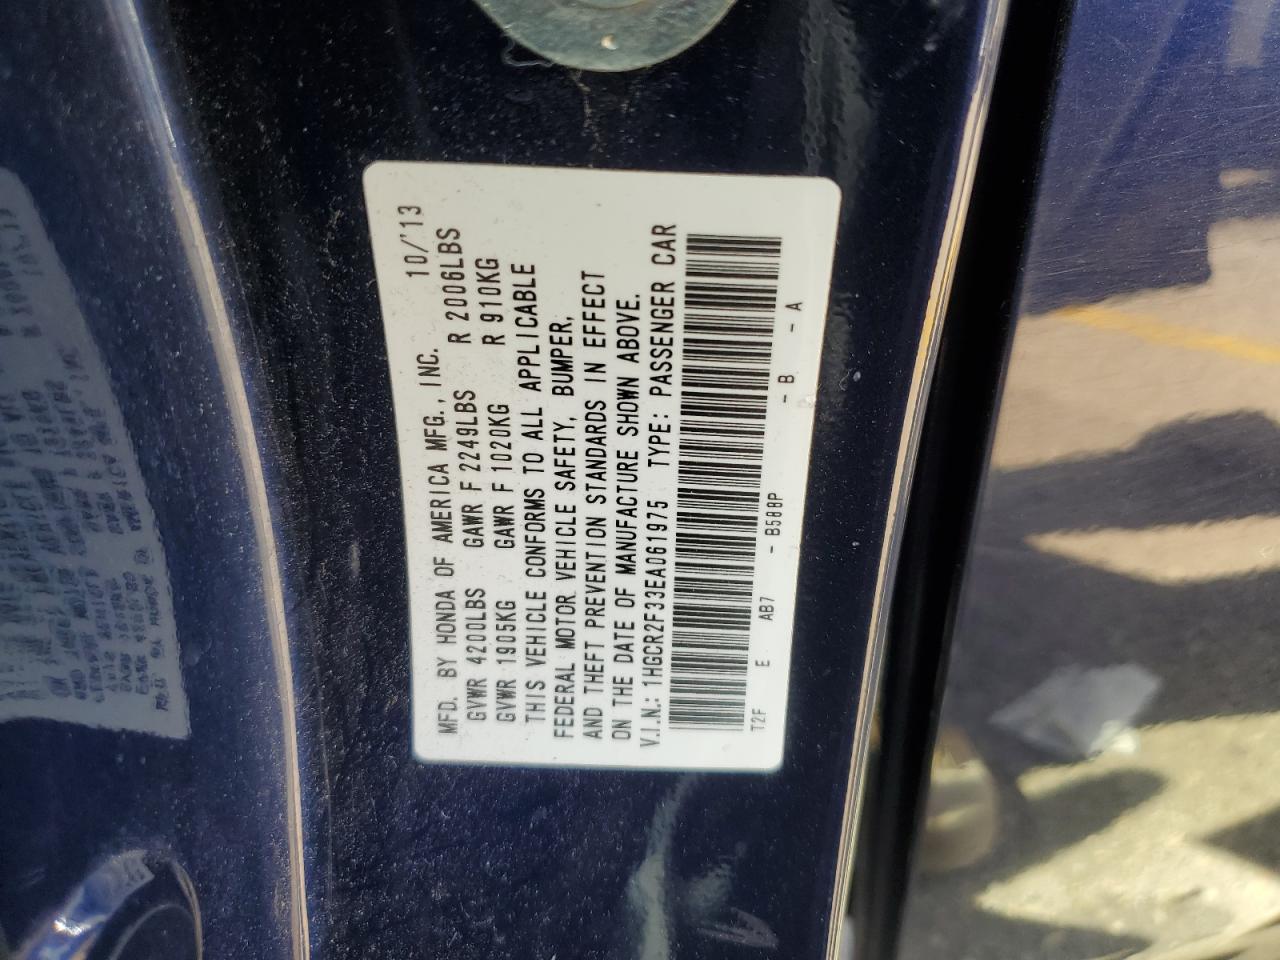 MFD. BY HONDA OF AMERICA MFG., INC. 10/'13
GVWR 4200LBS GAWR F 2249LBS R 2006LBS
GVWR 1905KG GAWR F 1020KG R 910KG
THIS VEHICLE CONFORMS TO ALL APPLICABLE
FEDERAL MOTOR VEHICLE SAFETY, BUMPER,
AND THEFT PREVENTION STANDARDS IN EFFECT
ON THE DATE OF MANUFACTURE SHOWN ABOVE.
V.I.N.: 1HGCR2F33EA061975 TYPE: PASSENGER CAR
T2F E AB7 - B588P - B - A